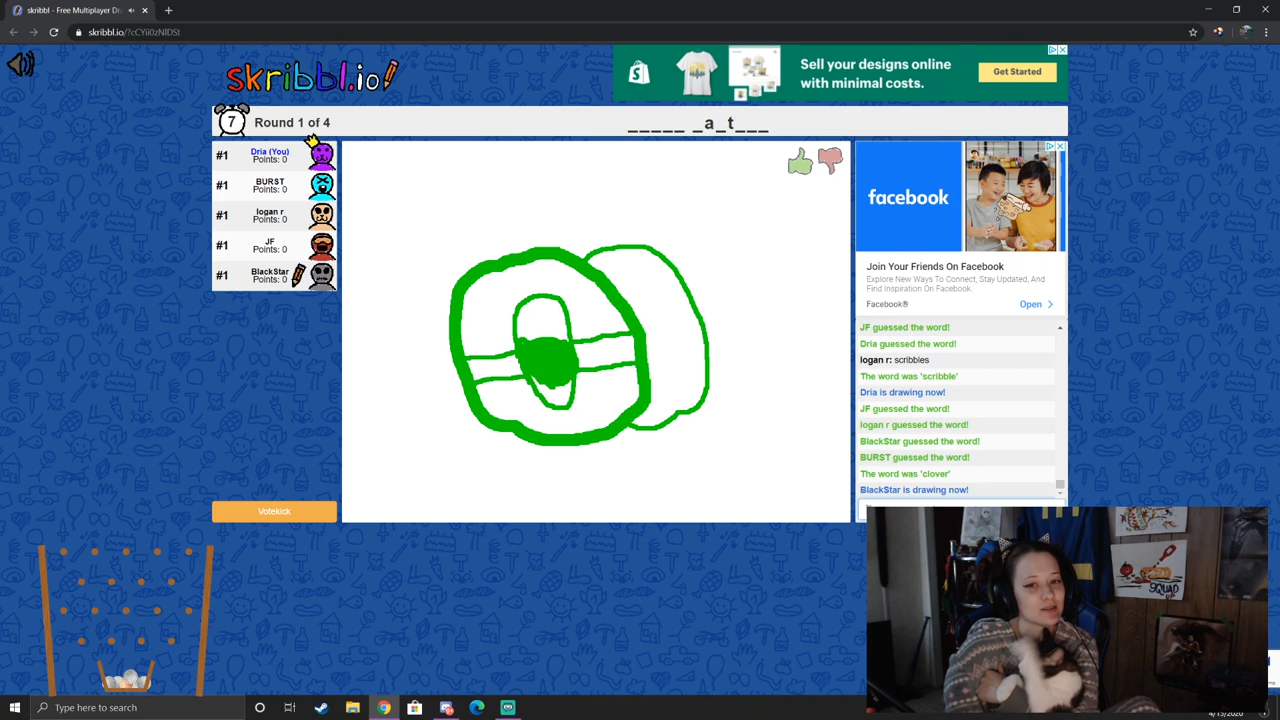 skribbl - Free Multiplayer Dr
skribbl.io/?cCYii0zNlDSt
skribbl.io!
Sell your designs online
with minimal costs.
Get Started
7
Round 1 of 4
_____ _a_t___
#1
Dria (You)
Points: 0
#1
BURST
Points: 0
#1
logan r
Points: 0
#1
JF
Points: 0
#1
BlackStar
Points: 0
Votekick
facebook
Join Your Friends On Facebook
Explore New Ways To Connect, Stay Updated, And
Find Inspiration On Facebook.
Facebook®
Open
JF guessed the word!
Dria guessed the word!
logan r: scribbles
The word was 'scribble'
Dria is drawing now!
JF guessed the word!
logan r guessed the word!
BlackStar guessed the word!
BURST guessed the word!
The word was 'clover'
BlackStar is drawing now!
SQUAD
Type here to search
4/13/2020